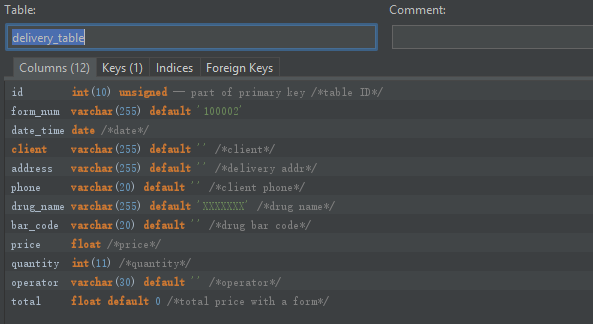 Table:
Comment:
delivery_table
Columns (12) Keys (1) Indices Foreign Keys
id int(10) unsigned — part of primary key /*table ID*/
form_num varchar(255) default '100002'
date_time date /*date*/
client varchar(255) default '' /*client*/
address varchar(255) default '' /*delivery addr*/
phone varchar(20) default '' /*client phone*/
drug_name varchar(255) default 'XXXXXXX' /*drug name*/
bar_code varchar(20) default '' /*drug bar code*/
price float /*price*/
quantity int(11) /*quantity*/
operator varchar(30) default '' /*operator*/
total float default 0 /*total price with a form*/